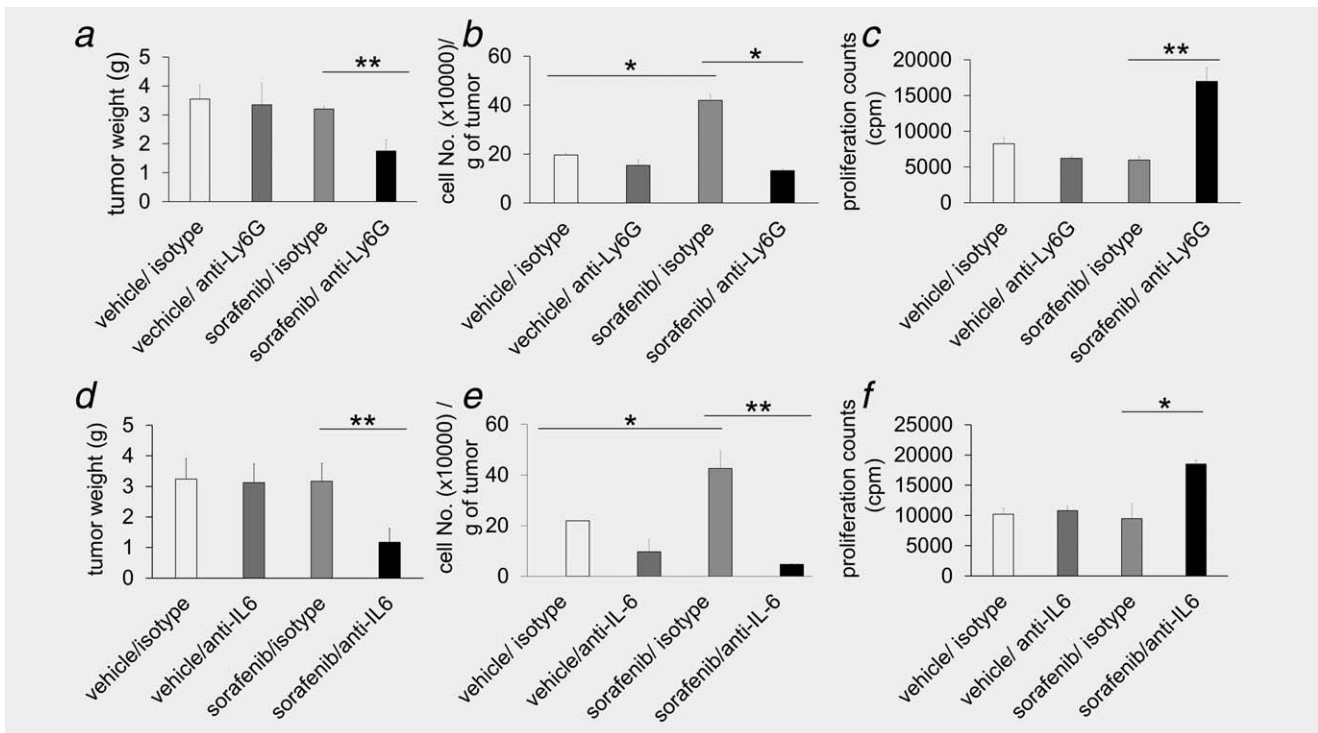 a
tumor weight (g)
5
4
3
2
1
0
**
vehicle/ isotype
vechicle/ anti-Ly6G
sorafenib/ isotype
sorafenib/ anti-Ly6G
b
cell No. (x10000)/
g of tumor
60
40
20
0
*
*
vehicle/ isotype
vechicle/ anti-Ly6G
sorafenib/ isotype
sorafenib/ anti-Ly6G
c
proliferation counts
(cpm)
20000
15000
10000
5000
0
**
vehicle/ isotype
vehicle/ anti-Ly6G
sorafenib/ isotype
sorafenib/ anti-Ly6G
d
tumor weight (g)
5
4
3
2
1
0
**
vehicle/isotype
vehicle/anti-IL6
sorafenib/isotype
sorafenib/anti-IL6
e
cell No. (x10000) /
g of tumor
60
40
20
0
*
**
vehicle/ isotype
vehicle/anti-IL-6
sorafenib/ isotype
sorafenib/anti-IL-6
f
proliferation counts
(cpm)
25000
20000
15000
10000
5000
0
*
vehicle/ isotype
vehicle/ anti-IL6
sorafenib/ isotype
sorafenib/anti-IL6